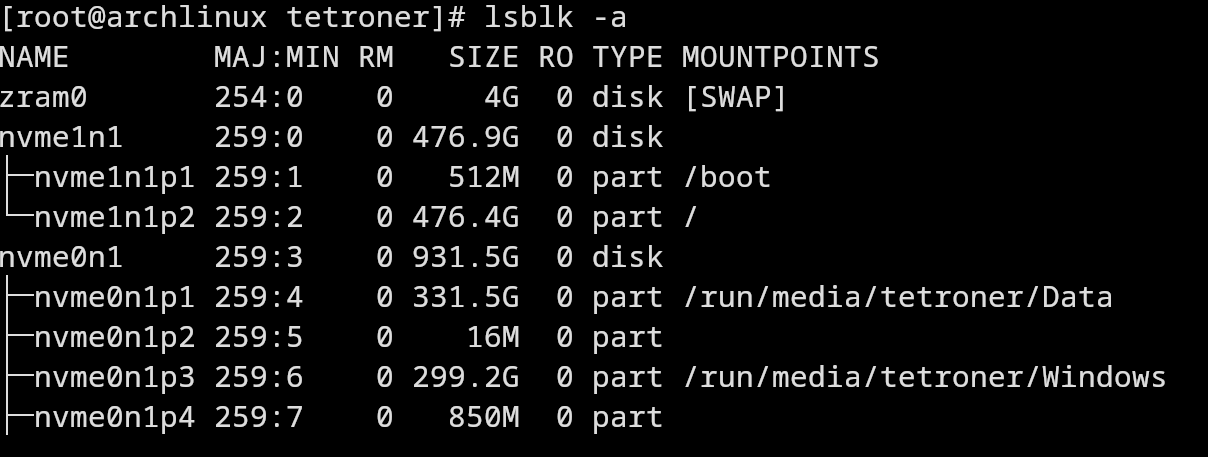 [root@archlinux tetroner]# lsblk -a
NAME        MAJ:MIN RM   SIZE RO TYPE MOUNTPOINTS
zram0       254:0    0     4G  0 disk [SWAP]
nvme1n1     259:0    0 476.9G  0 disk
├─nvme1n1p1 259:1    0   512M  0 part /boot
└─nvme1n1p2 259:2    0 476.4G  0 part /
nvme0n1     259:3    0 931.5G  0 disk
├─nvme0n1p1 259:4    0 331.5G  0 part /run/media/tetroner/Data
├─nvme0n1p2 259:5    0    16M  0 part
├─nvme0n1p3 259:6    0 299.2G  0 part /run/media/tetroner/Windows
├─nvme0n1p4 259:7    0   850M  0 part